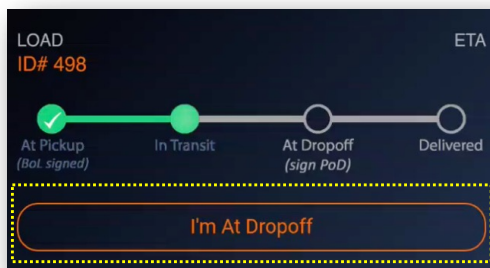 LOAD
ETA
ID# 498
At Pickup
In Transit
At Dropoff
Delivered
(BoL signed)
(sign PoD)
I'm At Dropoff